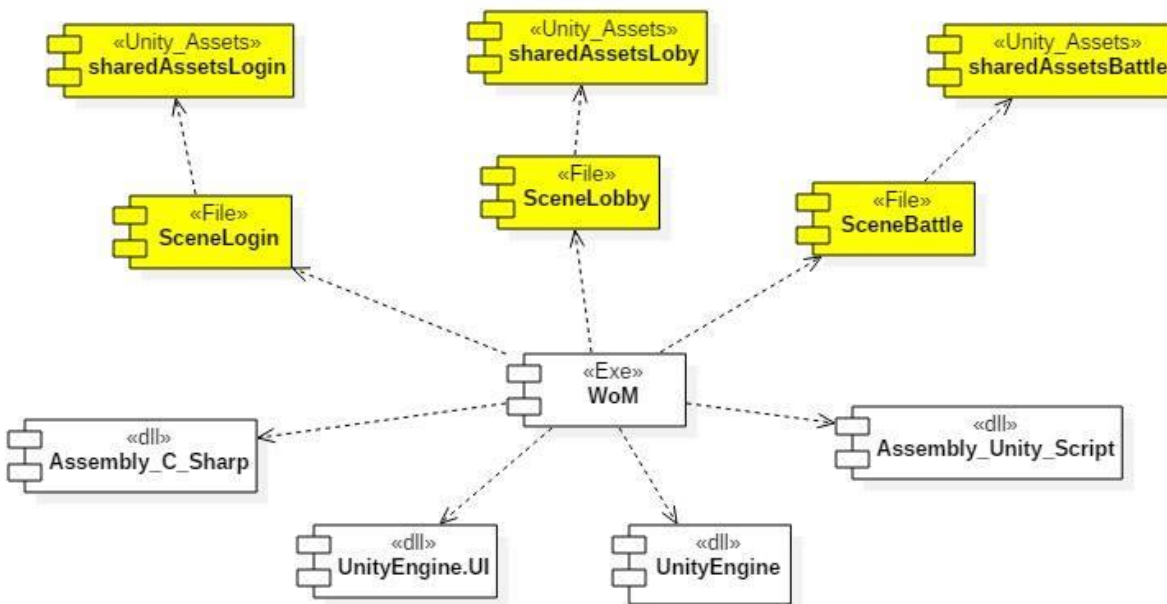 «Unity_Assets»
sharedAssetsLogin
«Unity_Assets»
sharedAssetsLoby
«Unity_Assets»
sharedAssetsBattle
«File»
SceneLogin
«File»
SceneLobby
«File»
SceneBattle
«Exe»
WoM
«dll»
Assembly_C_Sharp
«dll»
Assembly_Unity_Script
«dll»
UnityEngine.UI
«dll»
UnityEngine